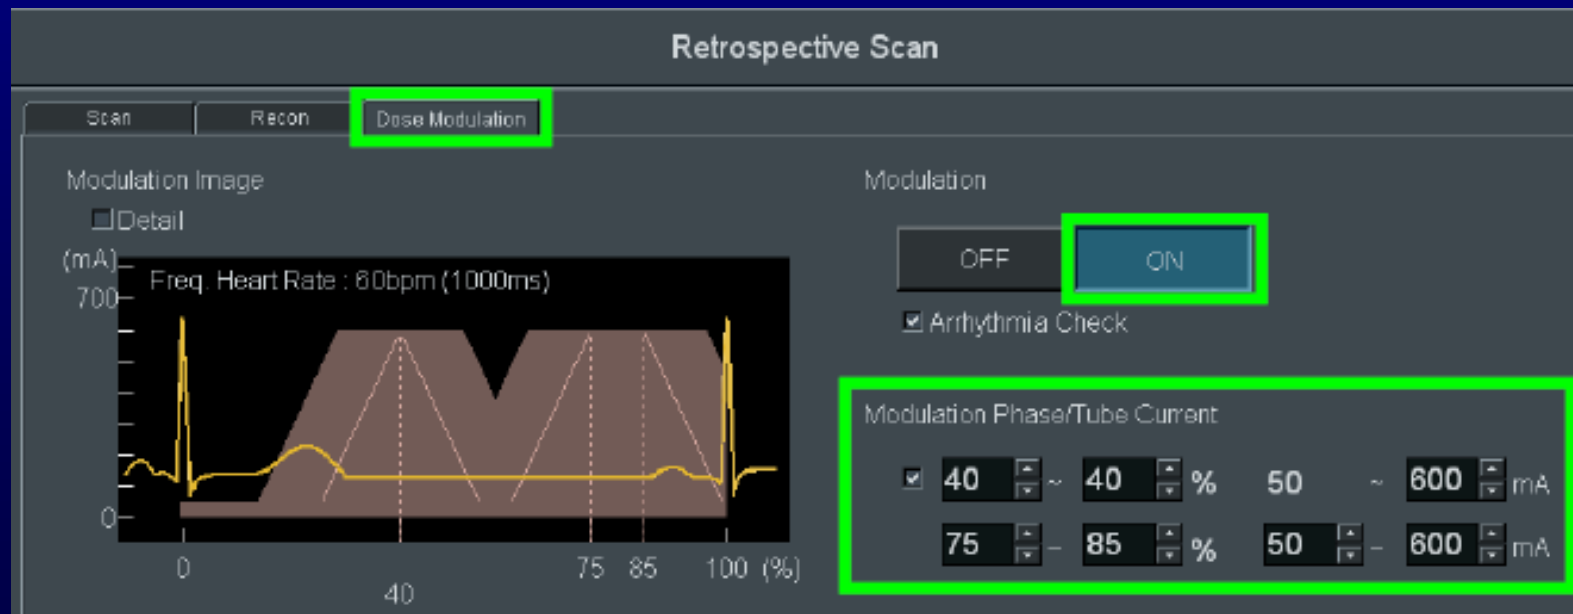 Retrospective Scan
Scan Recon Dose Modulation
Modulation Image
Detail
(mA)
700
0
Freq. Heart Rate : 60bpm (1000ms)
0 40 75 85 100 (%)
Modulation
OFF ON
Arrhythmia Check
Modulation Phase/Tube Current
40 ~ 40 % 50 ~ 600 mA
75 – 85 % 50 – 600 mA